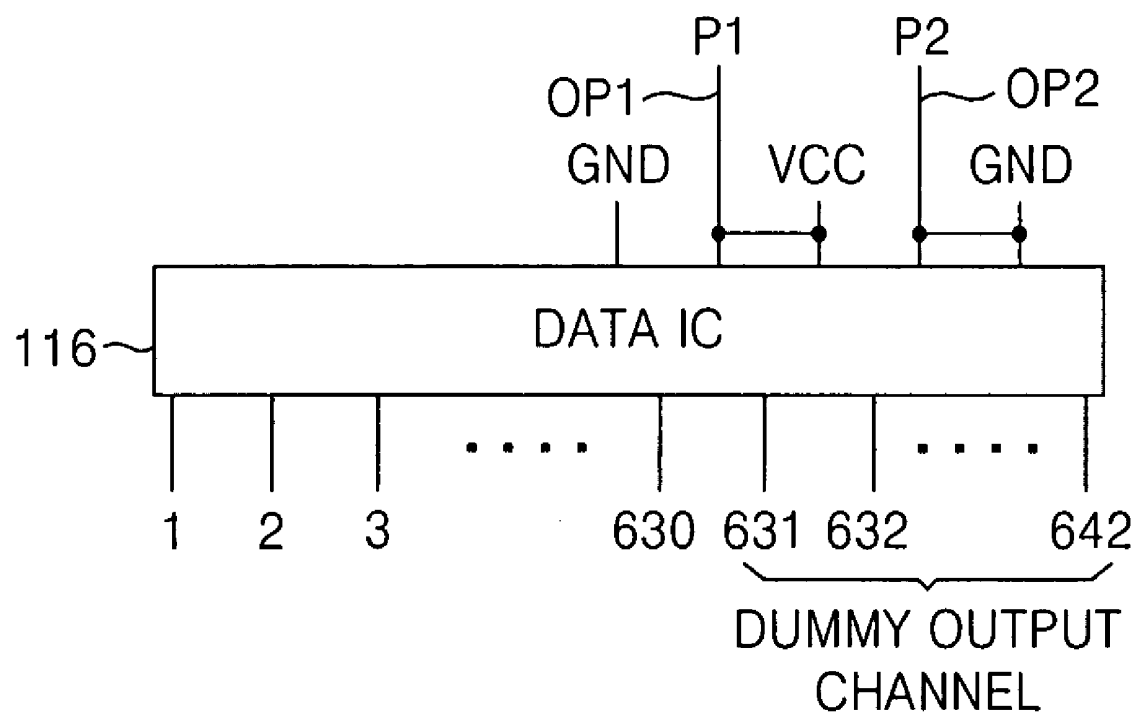 P1 P2
OP1 OP2
GND VCC GND
DATA IC
116
1 2 3 .... 630 631 632 .... 642
DUMMY OUTPUT
CHANNEL